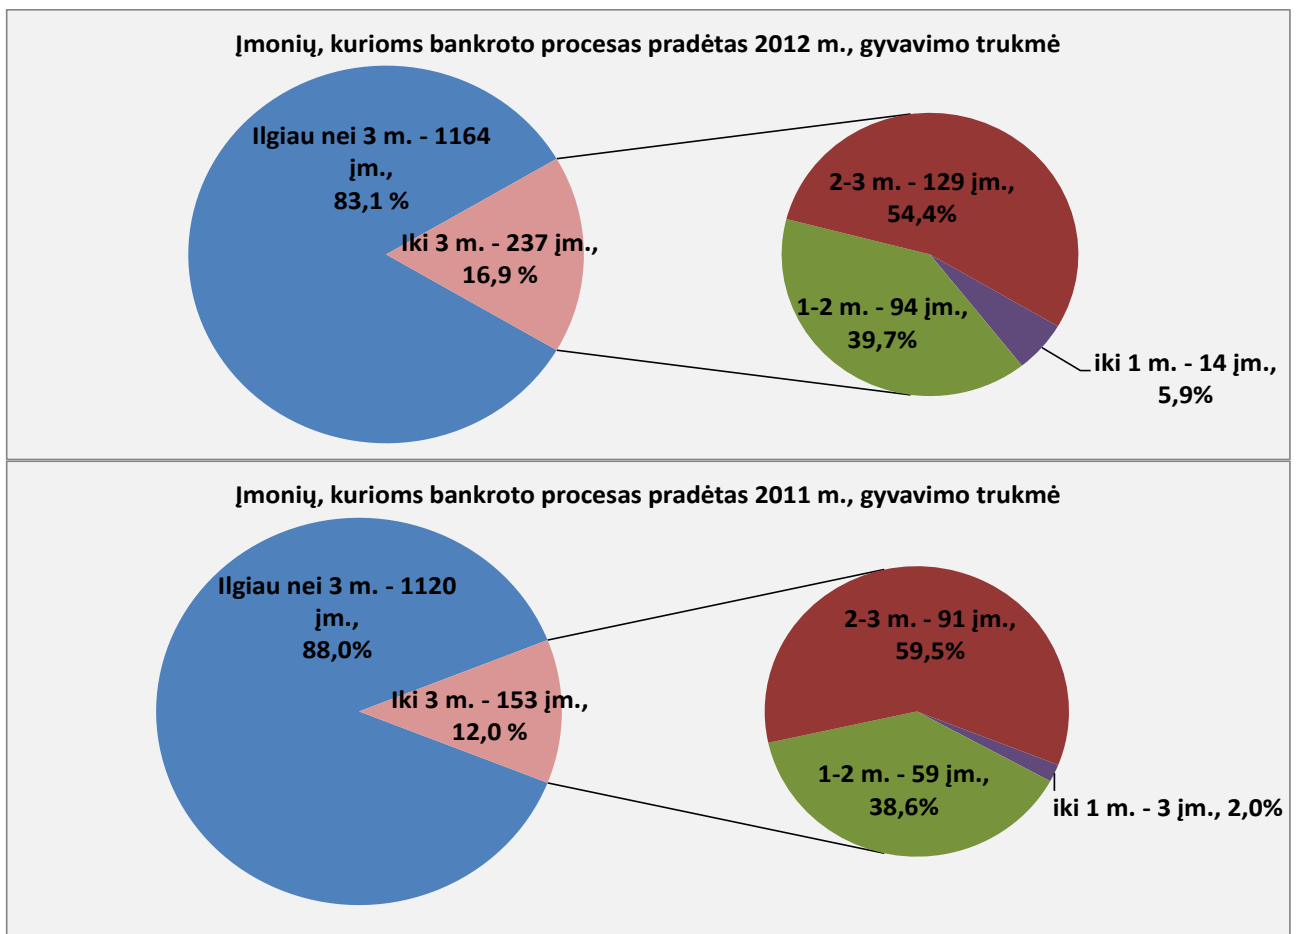 Įmonių, kurioms bankroto procesas pradėtas 2012 m., gyvavimo trukmė
Ilgiau nei 3 m. - 1164
įm.,
83,1 %
Iki 3 m. - 237 įm.,
16,9 %
2-3 m. - 129 įm.,
54,4%
1-2 m. - 94 įm.,
39,7%
iki 1 m. - 14 įm.,
5,9%
Įmonių, kurioms bankroto procesas pradėtas 2011 m., gyvavimo trukmė
Ilgiau nei 3 m. - 1120
įm.,
88,0%
Iki 3 m. - 153 įm.,
12,0 %
2-3 m. - 91 įm.,
59,5%
1-2 m. - 59 įm.,
38,6%
iki 1 m. - 3 įm., 2,0%